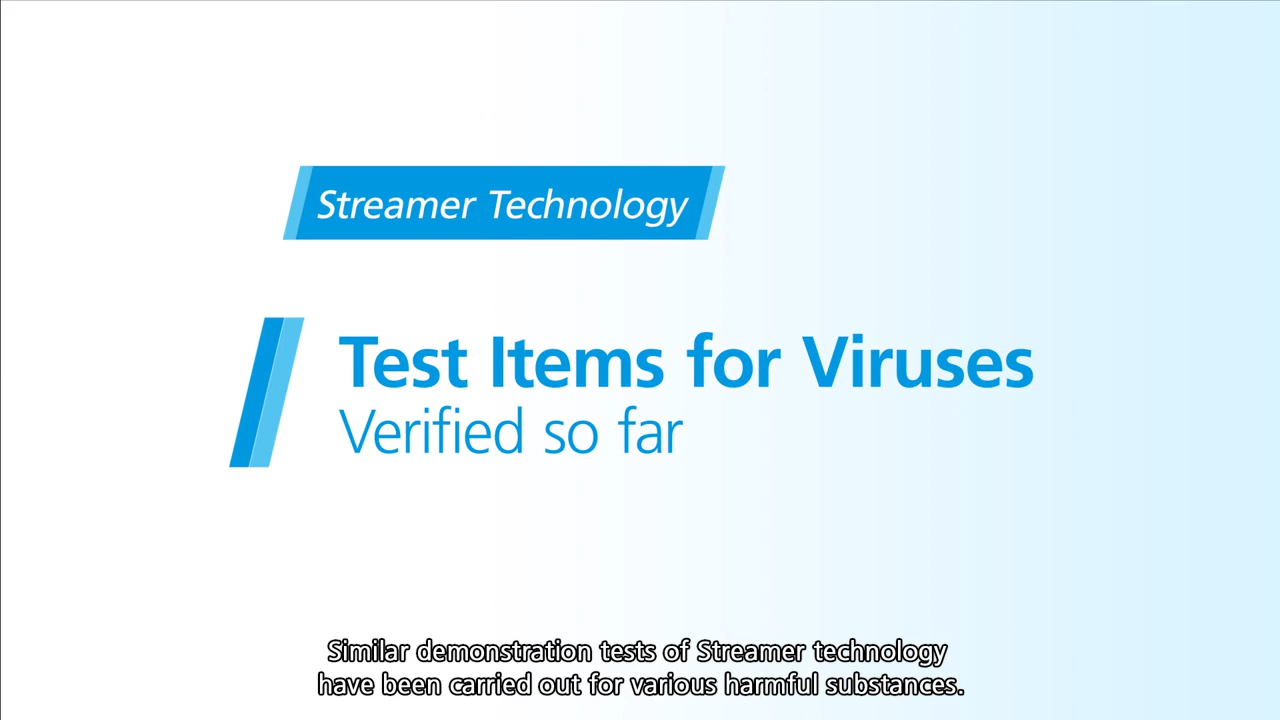 Streamer Technology
Test Items for Viruses
Verified so far
Similar demonstration tests of Streamer technology
have been carried out for various harmful substances.